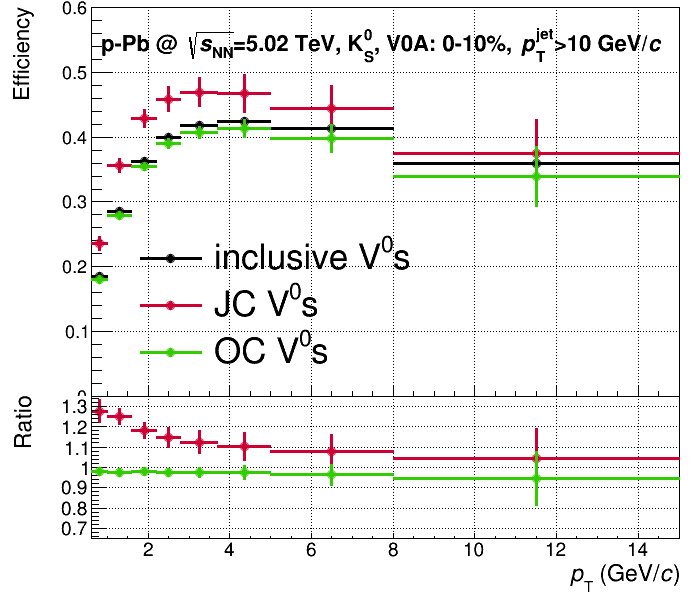 p-Pb @ √sNN=5.02 TeV, K0S, V0A: 0-10%, pTjet>10 GeV/c
Efficiency
0.6
0.5
0.4
0.3
0.2
0.1
inclusive V0s
JC V0s
OC V0s
Ratio
1.3
1.2
1.1
1
0.9
0.8
0.7
2 4 6 8 10 12 14
pT (GeV/c)